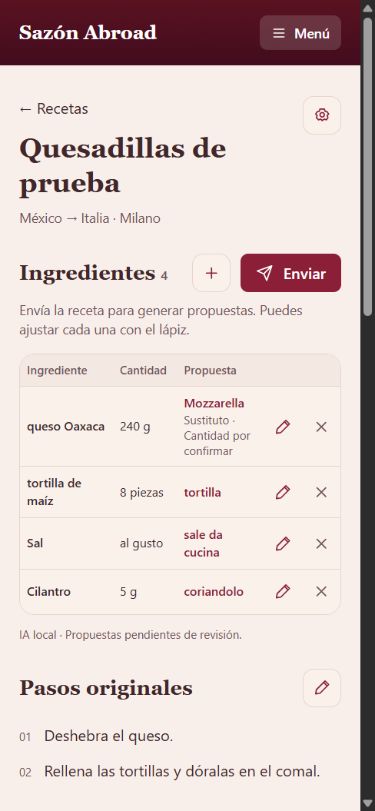 Sazón Abroad
Menú
← Recetas
Quesadillas de
prueba
México → Italia · Milano
Ingredientes 4
+
Enviar
Envía la receta para generar propuestas. Puedes
ajustar cada una con el lápiz.
Ingrediente Cantidad Propuesta
queso Oaxaca 240 g Mozzarella
Sustituto ·
Cantidad por
confirmar
tortilla de
maíz 8 piezas tortilla
Sal al gusto sale da
cucina
Cilantro 5 g coriandolo
IA local · Propuestas pendientes de revisión.
Pasos originales
01 Deshebra el queso.
02 Rellena las tortillas y dóralas en el comal.